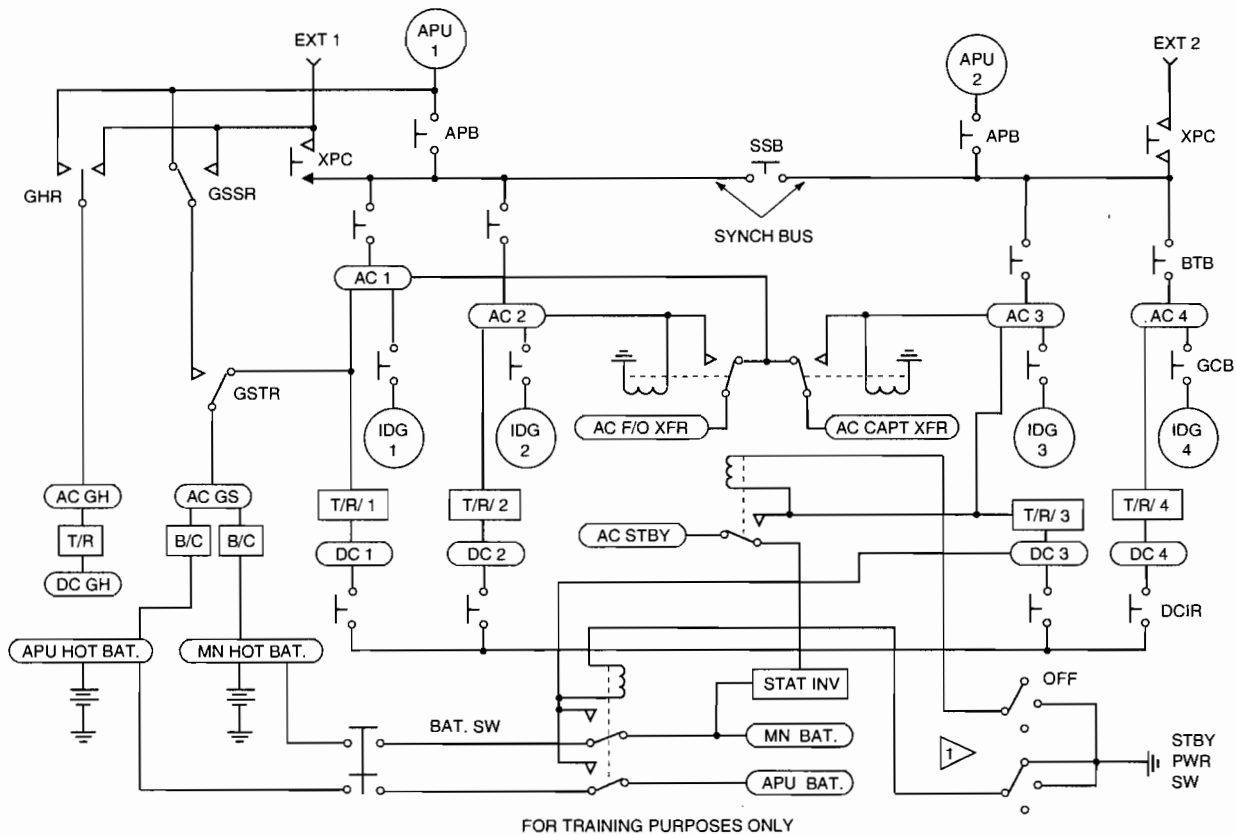 EXT 1
APU
1
EXT 2
APU
2
APB
APB
XPC
SSB
XPC
GHR
GSSR
SYNCH BUS
BTB
AC 1
AC 2
AC 3
AC 4
GSTR
GCB
IDG
1
IDG
2
AC F/O XFR
AC CAPT XFR
IDG
3
IDG
4
AC GH
AC GS
T/R/ 1
T/R/ 2
T/R/ 3
T/R/ 4
T/R
B/C
B/C
AC STBY
DC 1
DC 2
DC 3
DC 4
DC GH
DCIR
APU HOT BAT.
MN HOT BAT.
STAT INV
OFF
BAT. SW
MN BAT.
1
STBY
PWR
SW
APU BAT.
FOR TRAINING PURPOSES ONLY